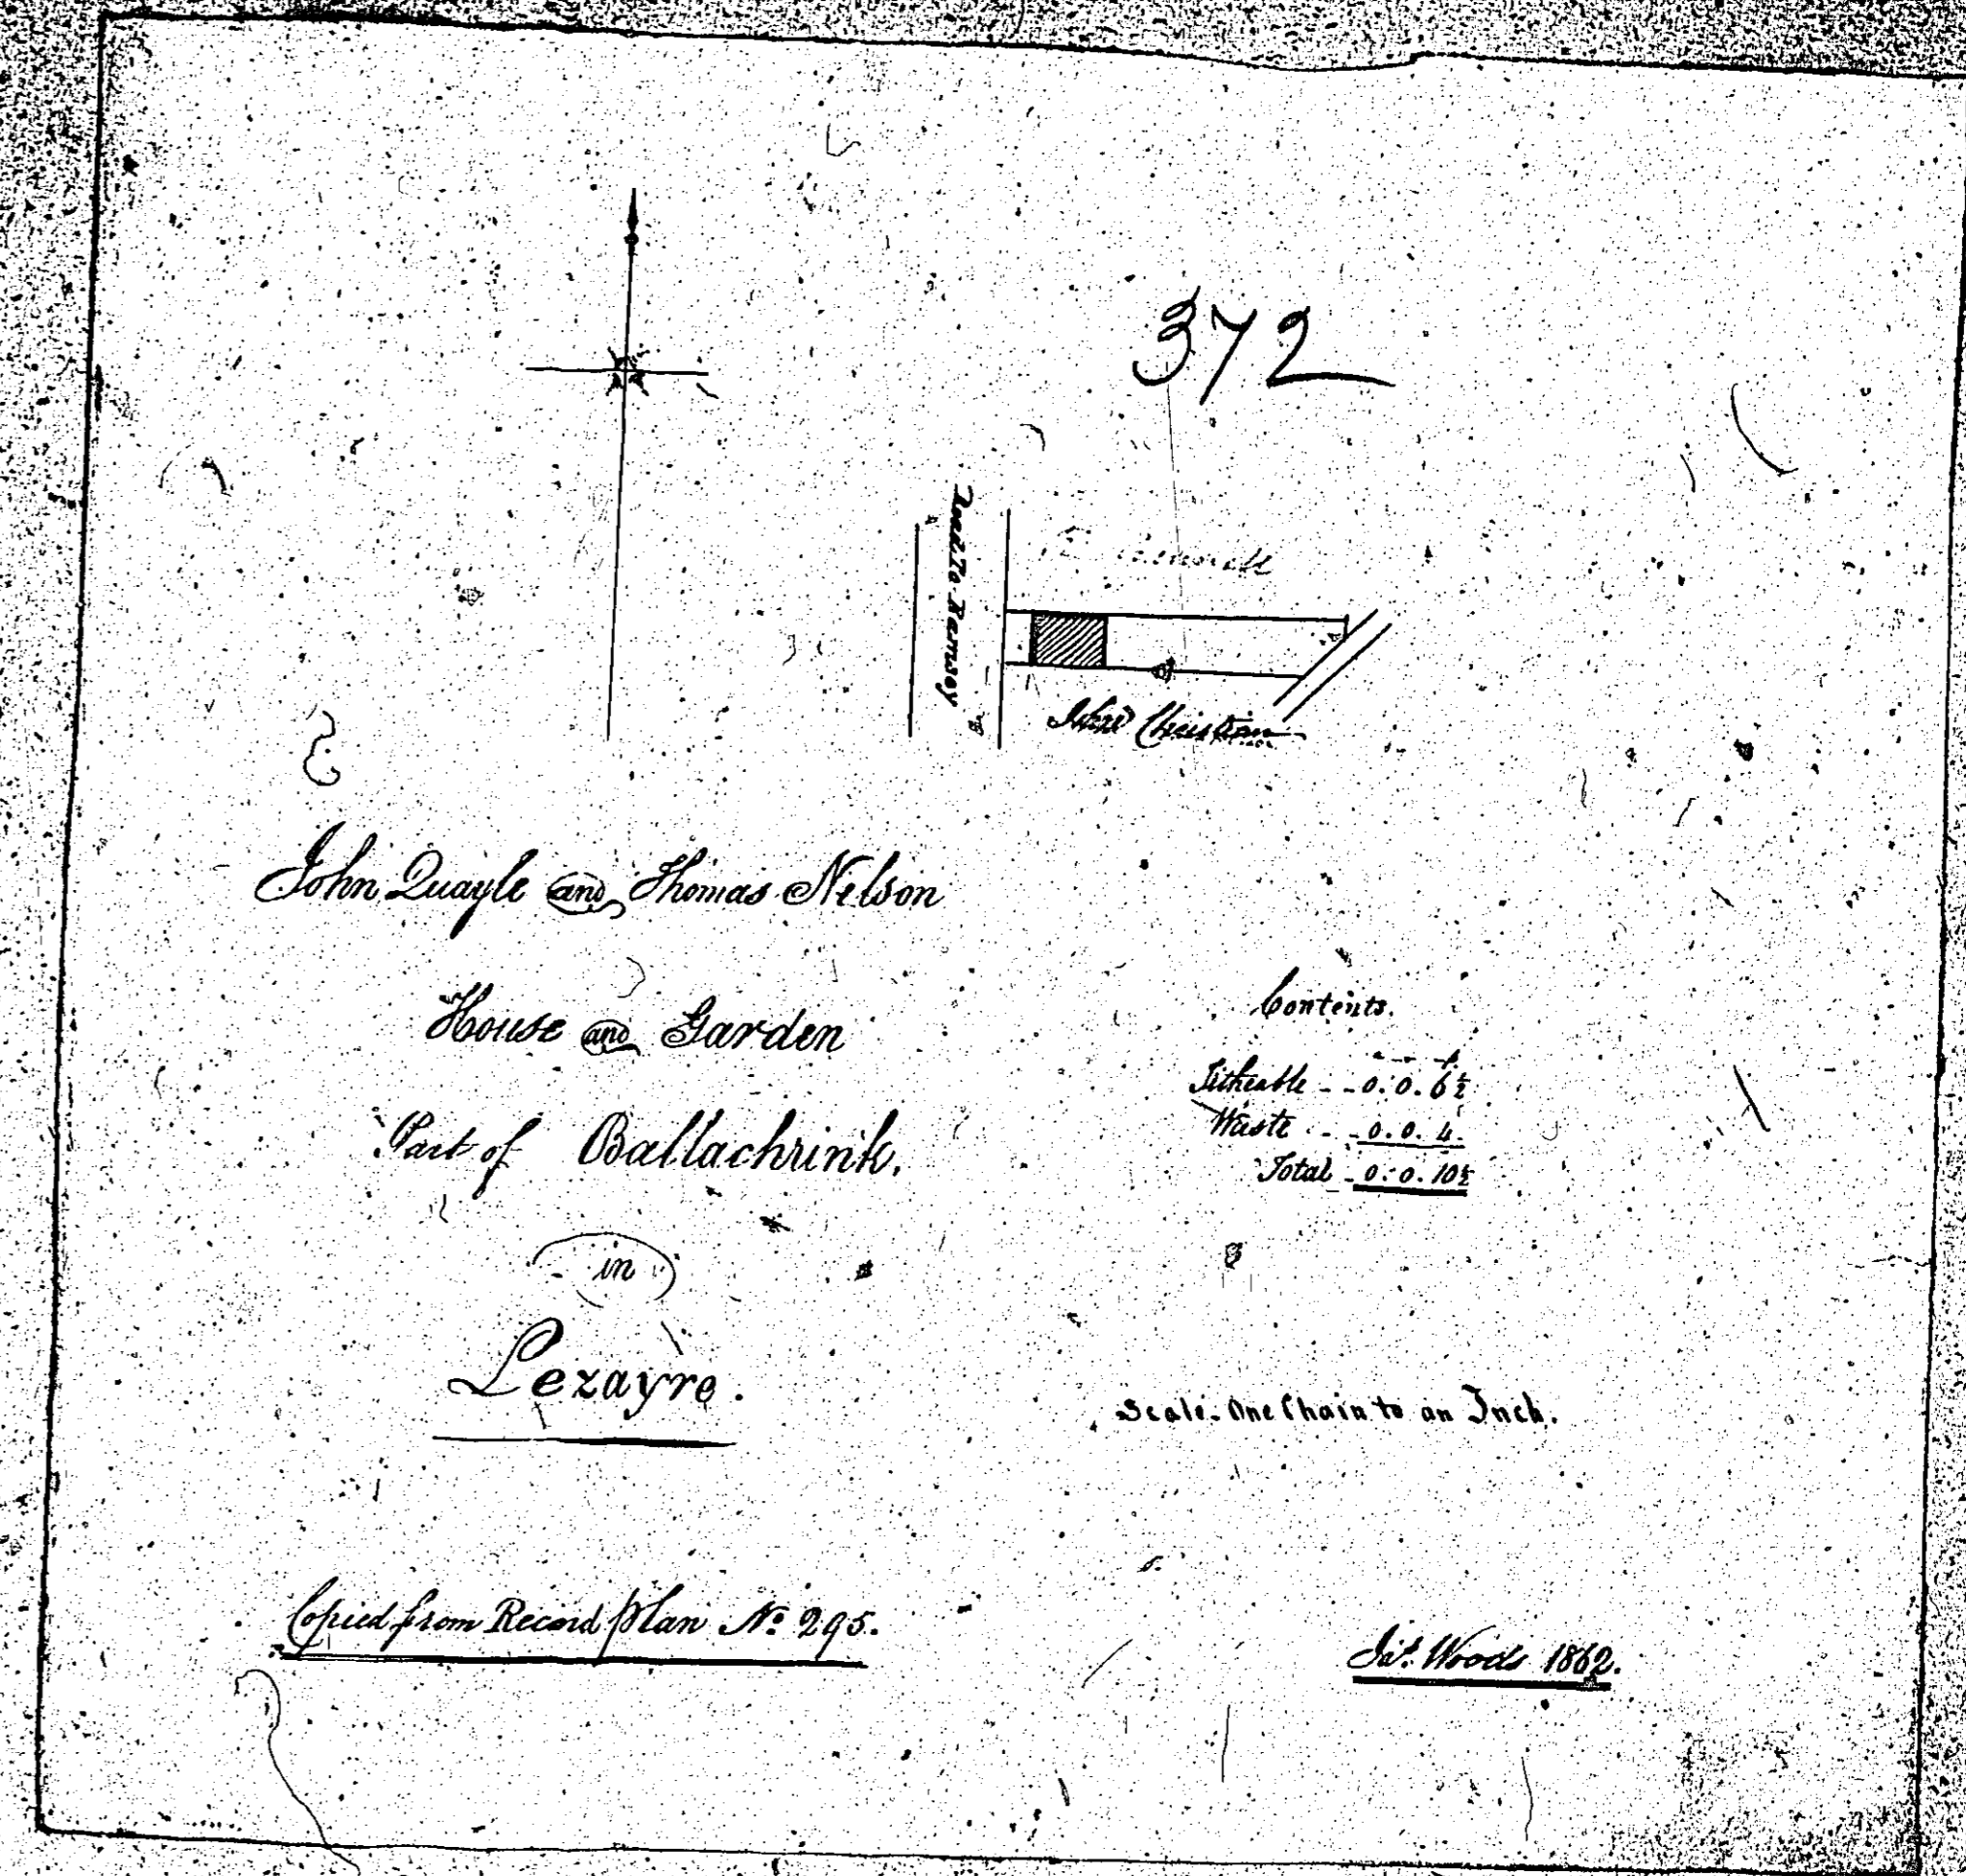 372
Road To Ramsey
John Christian
John Quayle and Thomas Nelson
House and Garden
Part of Ballachrink.
in
Lezayre.
Contents.
a r p
Titheable - - 0. 0. 6½
Waste - - 0. 0. 4.
Total - 0. 0. 10½
Scale. One Chain to an Inch.
Copied from Record plan No. 295.
Jas. Woods 1862.